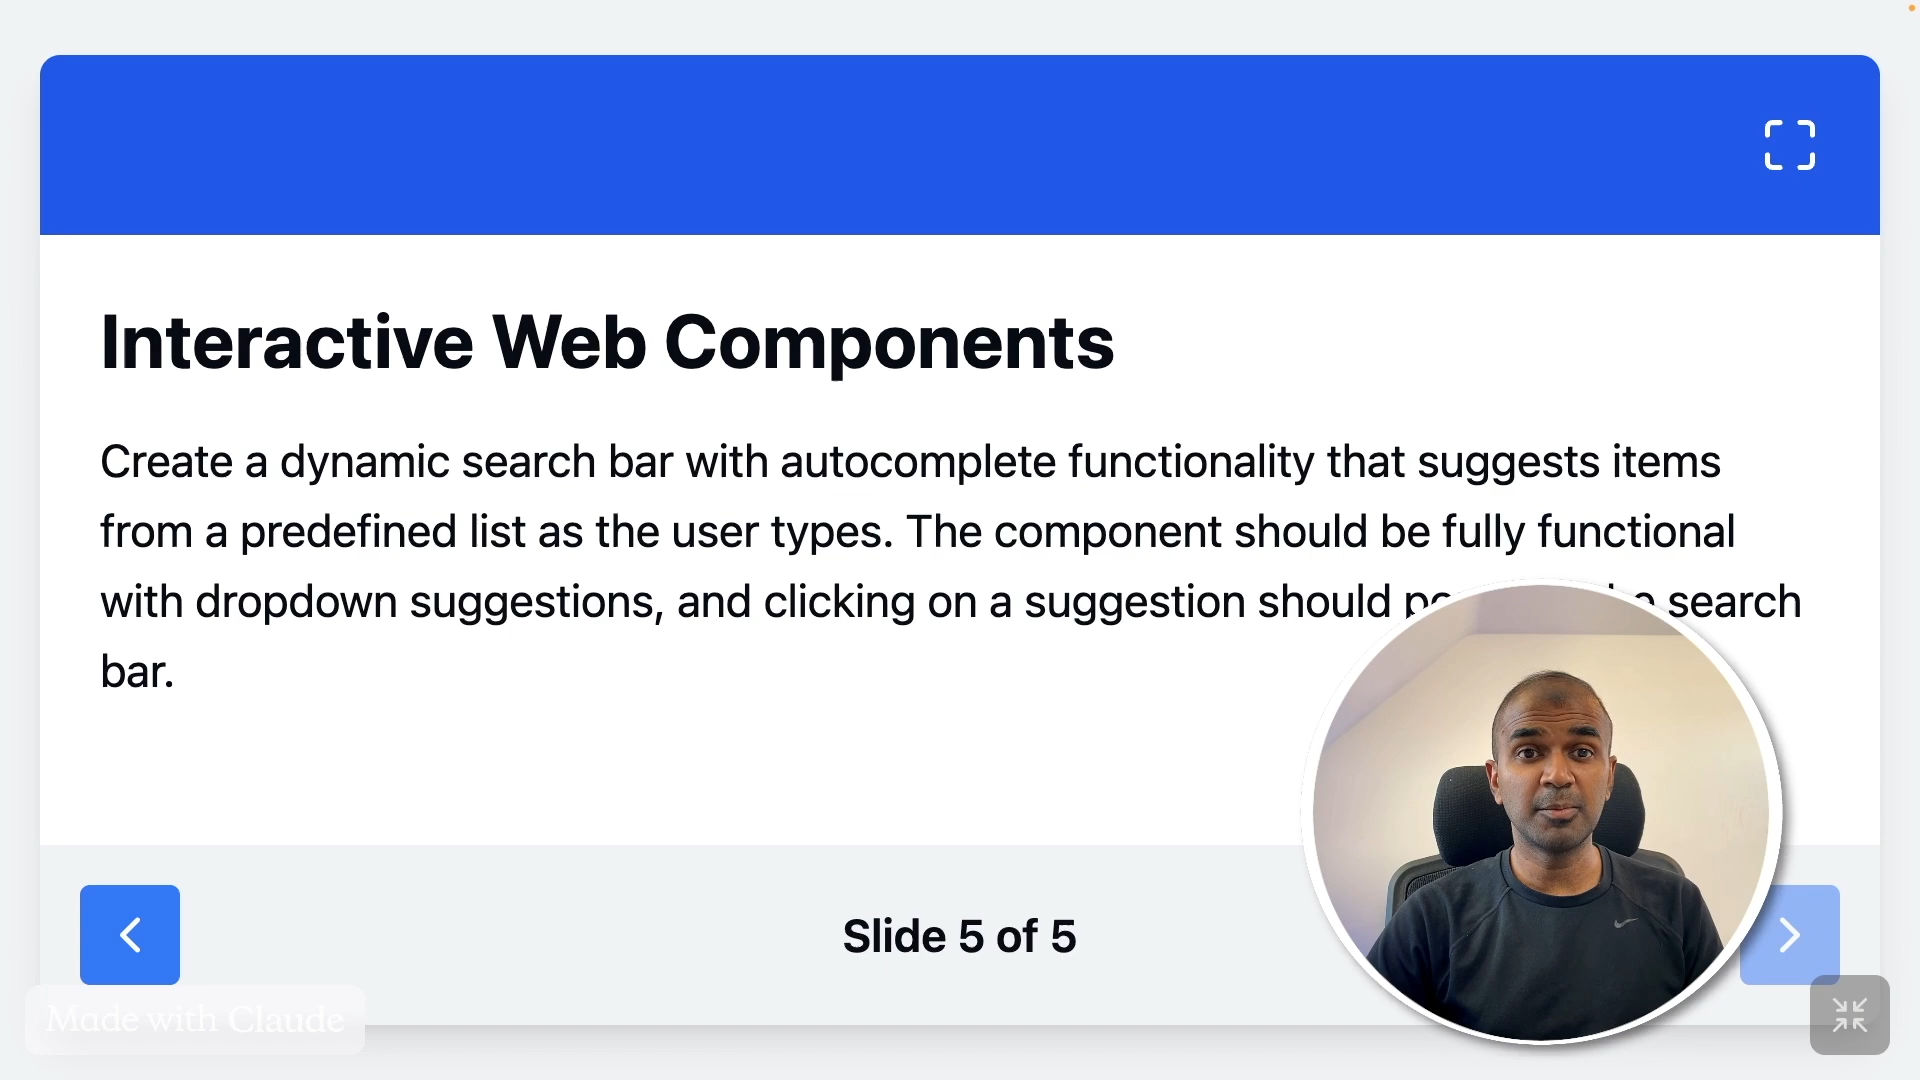 Interactive Web Components
Create a dynamic search bar with autocomplete functionality that suggests items
from a predefined list as the user types. The component should be fully functional
with dropdown suggestions, and clicking on a suggestion should search
bar.
Slide 5 of 5
Made with Claude